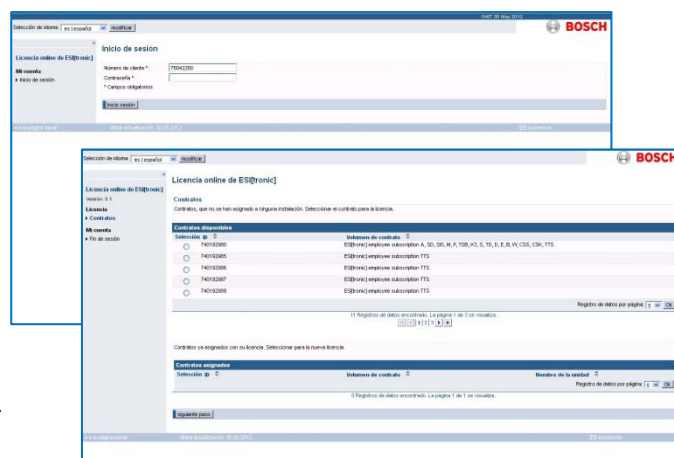 GMT 30 May 2012
Selección de idioma: es | español modificar
BOSCH
Licencia online de ESI[tronic]
Mi cuenta
Inicio de sesión
Inicio de sesión
Número de cliente *:
Contraseña *:
* Campos obligatorios
Inicio sesión
Selección de idioma: es | español modificar
BOSCH
Licencia online de ESI[tronic]
Versión: 3.1
Licencia
Contratos
Mi cuenta
Fin de sesión
Licencia online de ESI[tronic]
Contratos
Contratos, que no se han asignado a ninguna instalación. Seleccionar el contrato para la licencia.
Contratos disponibles
Selección ID Volumen de contrato
ESI[tronic] employee subscription A, SD, SIS, M, P, TSB, K3, S, TD, D, E, B, W, CSS, CSK, TTS
740192985 ESI[tronic] employee subscription TTS
740192986 ESI[tronic] employee subscription TTS
740192987 ESI[tronic] employee subscription TTS
740192989 ESI[tronic] employee subscription TTS
Registro de datos por página: 5 OK
11 Registros de datos encontrado. La página 1 de 3 se visualiza.
1 2 3
Contratos ya asignados con su licencia. Seleccionar para la nueva licencia.
Contratos asignados
Selección ID Volumen de contrato Nombre de la unidad
Registro de datos por página: 5 OK
0 Registros de datos encontrado. La página 1 de 1 se visualiza.
siguiente paso